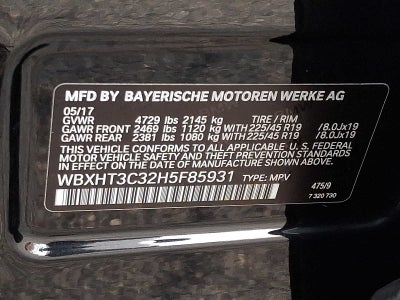 MFD BY BAYERISCHE MOTOREN WERKE AG
05/17
GVWR 4729 lbs 2145 kg TIRE / RIM
GAWR FRONT 2469 lbs 1120 kg WITH 225/45 R19 /8.0Jx19
GAWR REAR 2381 lbs 1080 kg WITH 225/45 R19 /8.0Jx19
THIS VEHICLE CONFORMS TO ALL APPLICABLE U. S. FEDERAL
MOTOR VEHICLE SAFETY, BUMPER, AND THEFT PREVENTION
STANDARDS IN EFFECT ON THE DATE OF MANUFACTURE SHOWN ABOVE.
WBXHT3C32H5F85931 TYPE: MPV
475/9
7 320 730